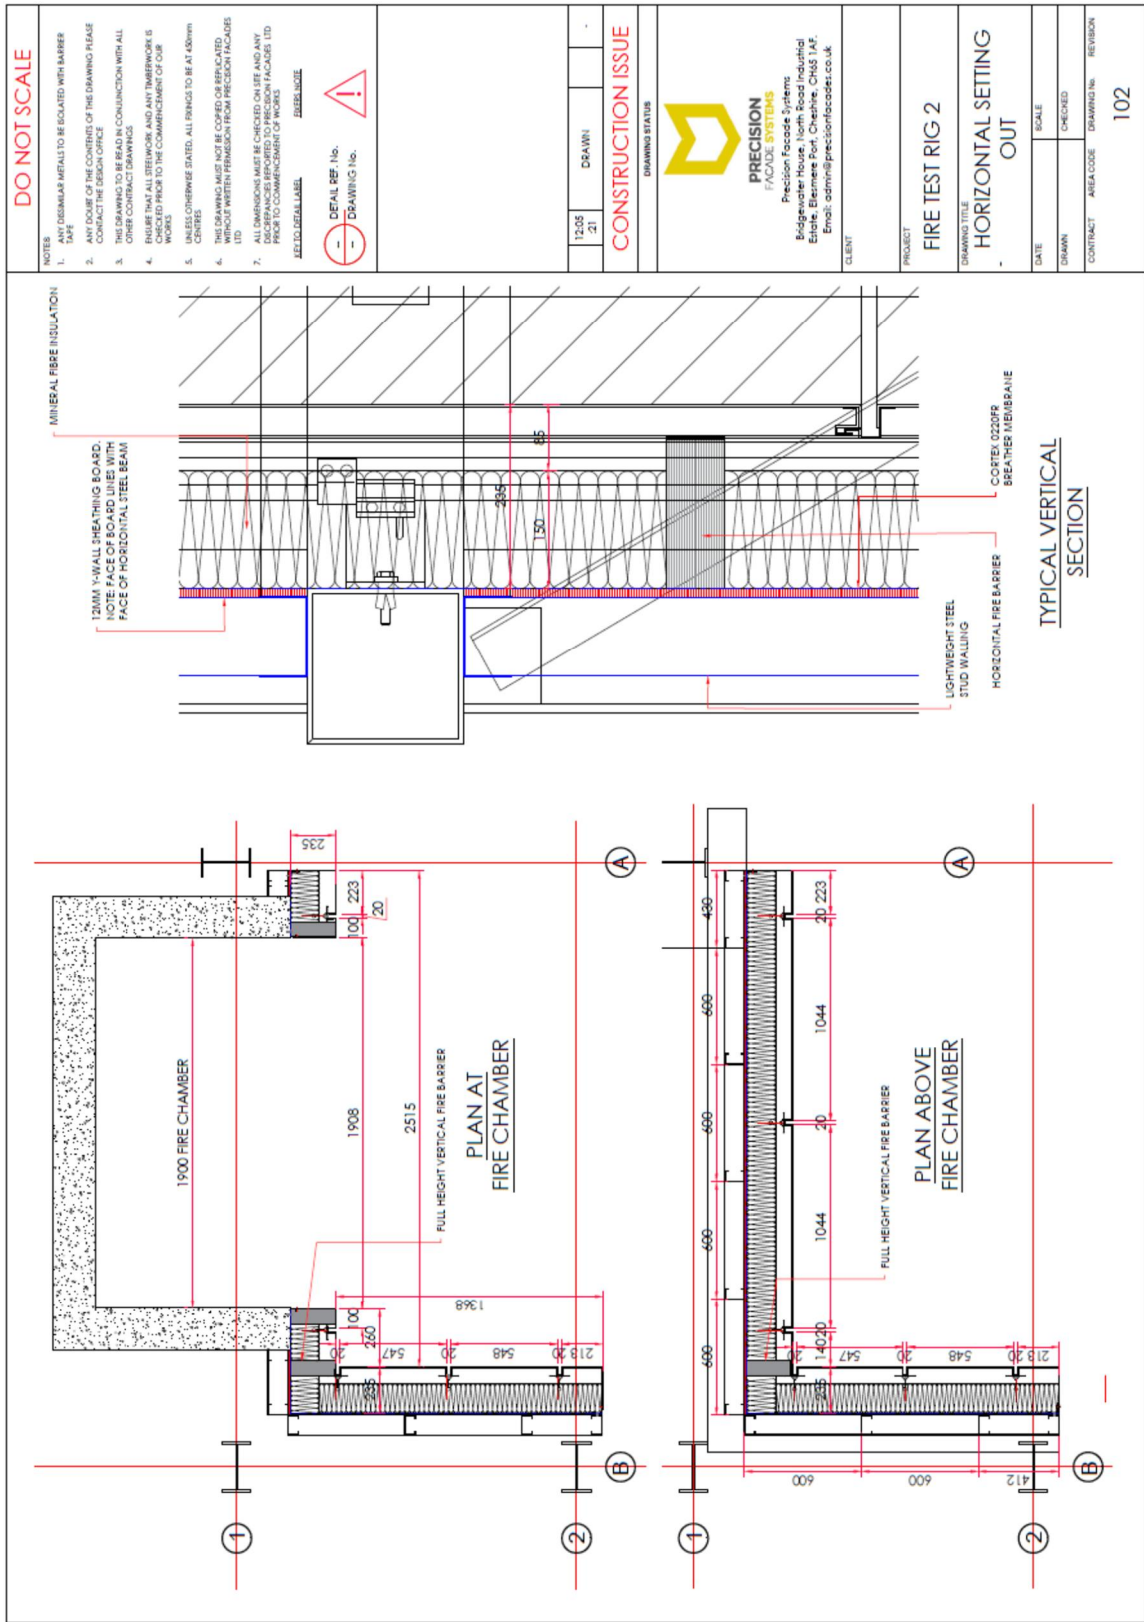 DO NOT SCALE
NOTES
1. ANY DISSIMILAR METALS TO BE ISOLATED WITH BARRIER
TAPE
2. ANY DOUBT OF THE CONTENTS OF THIS DRAWING PLEASE
CONTACT THE DESIGN OFFICE
3. THIS DRAWING TO BE READ IN CONJUNCTION WITH ALL
OTHER CONTRACT DRAWINGS
4. ENSURE THAT ALL STEELWORK AND ANY TIMBERWORK IS
CHECKED PRIOR TO THE COMMENCEMENT OF OUR
WORKS
5. UNLESS OTHERWISE STATED, ALL FIXINGS TO BE AT 450mm
CENTRES
6. THIS DRAWING MUST NOT BE COPIED OR REPLICATED
WITHOUT WRITTEN PERMISSION FROM PRECISION FACADES
LTD
7. ALL DIMENSIONS MUST BE CHECKED ON SITE AND ANY
DISCREPANCIES REPORTED TO PRECISION FACADES LTD
PRIOR TO COMMENCEMENT OF WORKS
KEY TO DETAIL LABEL
FIXERS NOTE
DETAIL REF. No.
DRAWING No.
!
12:05
:21
DRAWN
-
CONSTRUCTION ISSUE
DRAWING STATUS
PRECISION
FACADE SYSTEMS
Precision Facade Systems
Bridgewater House, North Road Industrial
Estate, Ellesmere Port, Cheshire, CH65 1AF.
Email: admin@precisionfacades.co.uk
CLIENT
PROJECT
FIRE TEST RIG 2
DRAWING TITLE
HORIZONTAL SETTING
- OUT
DATE
SCALE
DRAWN
CHECKED
CONTRACT
AREA CODE
DRAWING No.
REVISION
102
MINERAL FIBRE INSULATION
12MM Y-WALL SHEATHING BOARD.
NOTE: FACE OF BOARD LINES WITH
FACE OF HORIZONTAL STEEL BEAM
235
85
150
LIGHTWEIGHT STEEL
STUD WALLING
HORIZONTAL FIRE BARRIER
CORTEX 0220FR
BREATHER MEMBRANE
TYPICAL VERTICAL
SECTION
1900 FIRE CHAMBER
235
223
20
100
1908
2515
FULL HEIGHT VERTICAL FIRE BARRIER
PLAN AT
FIRE CHAMBER
1368
100
260
235
20
547
20
548
20
213
1
2
A
B
430
600
600
600
600
223
20
1044
20
1044
20
140
235
20
547
20
548
20
213
FULL HEIGHT VERTICAL FIRE BARRIER
PLAN ABOVE
FIRE CHAMBER
600
600
412
1
2
A
B